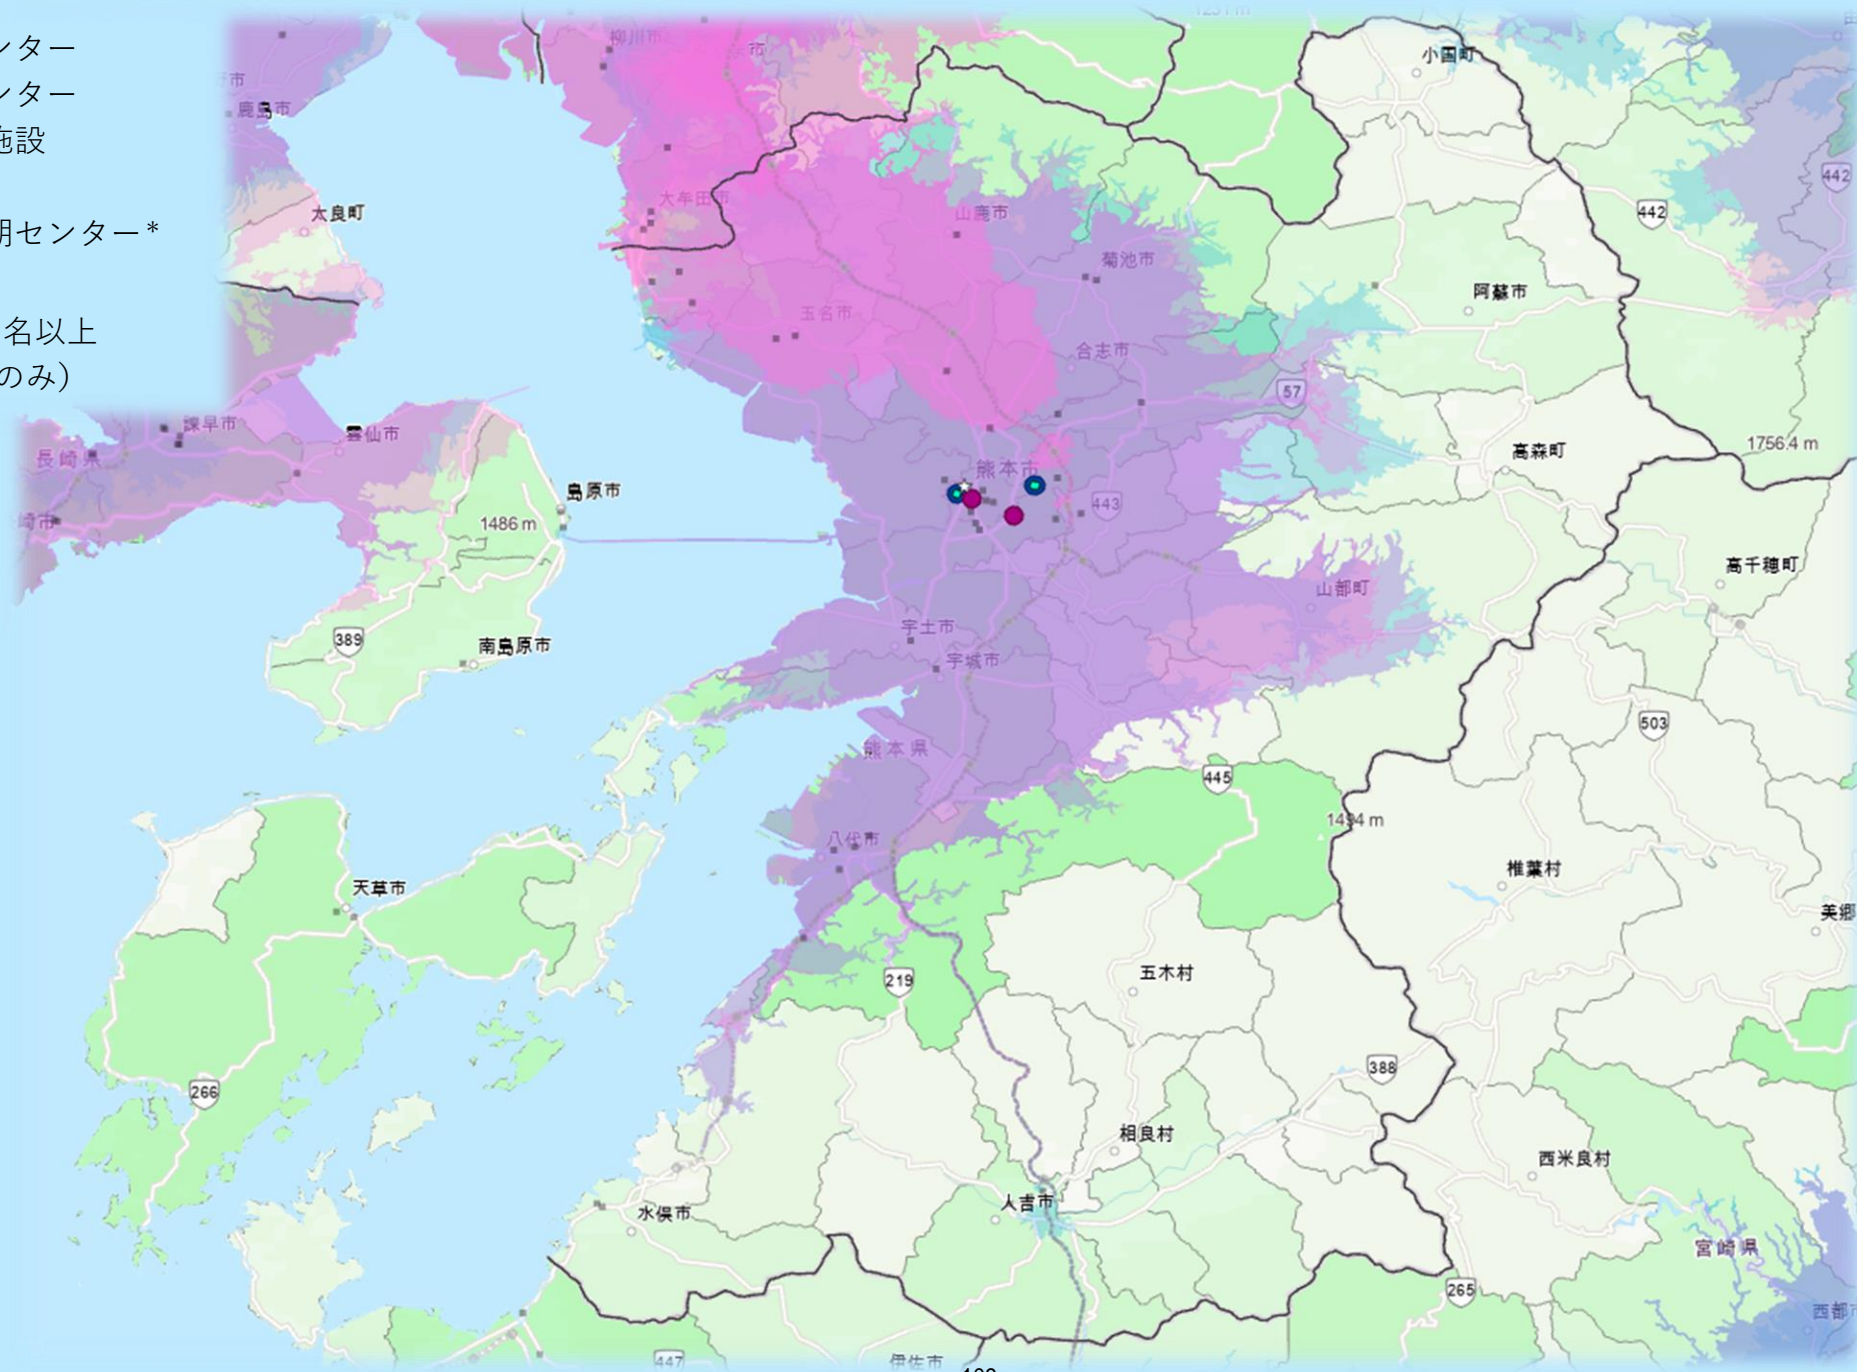 ンター
ンター
施設
期センター*
名以上
のみ)
柳川市
市
小国町
市
鹿島市
442
大牟田市
太良町
山鹿市
442
菊池市
阿蘇市
玉名市
合志市
57
諫早市
雲仙市
長崎県
高森町
1756.4 m
熊本市
島原市
443
崎市
1486 m
高千穂町
山都町
389
宇土市
南島原市
宇城市
503
熊本県
445
1494 m
八代市
椎葉村
天草市
美郷
五木村
219
388
266
相良村
西米良村
人吉市
水俣市
宮崎県
265
西都市
447
伊佐市